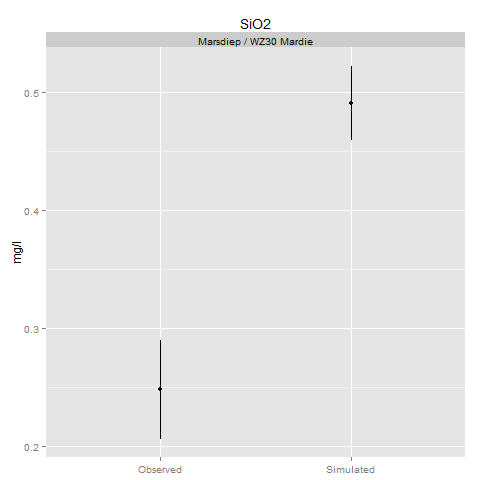 SiO2
Marsdiep / WZ30 Mardie
0.5
0.4
0.3
0.2
mg/l
Observed Simulated